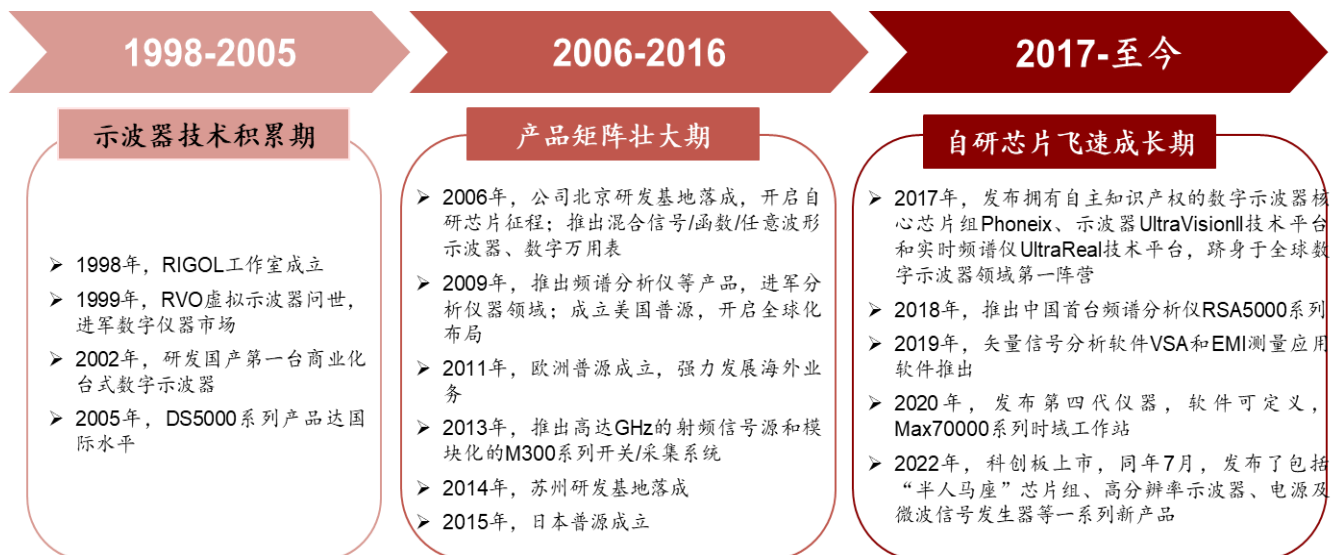 1998-2005
2006-2016
2017-至今
示波器技术积累期
1998年，RIGOL工作室成立
1999年，RVO虚拟示波器问世，
进军数字仪器市场
2002年，研发国产第一台商业化
台式数字示波器
2005年，DS5000系列产品达国
际水平
产品矩阵壮大期
2006年，公司北京研发基地落成，开启自
研芯片征程；推出混合信号/函数/任意波形
示波器、数字万用表
2009年，推出频谱分析仪等产品，进军分
析仪器领域；成立美国普源，开启全球化
布局
2011年，欧洲普源成立，强力发展海外业
务
2013年，推出高达GHz的射频信号源和模
块化的M300系列开关/采集系统
2014年，苏州研发基地落成
2015年，日本普源成立
自研芯片飞速成长期
2017年，发布拥有自主知识产权的数字示波器核
心芯片组Phoneix、示波器UltraVisionII技术平台
和实时频谱仪UltraReal技术平台，跻身于全球数
字示波器领域第一阵营
2018年，推出中国首台频谱分析仪RSA5000系列
2019年，矢量信号分析软件VSA和EMI测量应用
软件推出
2020年，发布第四代仪器，软件可定义，
Max70000系列时域工作站
2022年，科创板上市，同年7月，发布了包括
“半人马座”芯片组、高分辨率示波器、电源及
微波信号发生器等一系列新产品